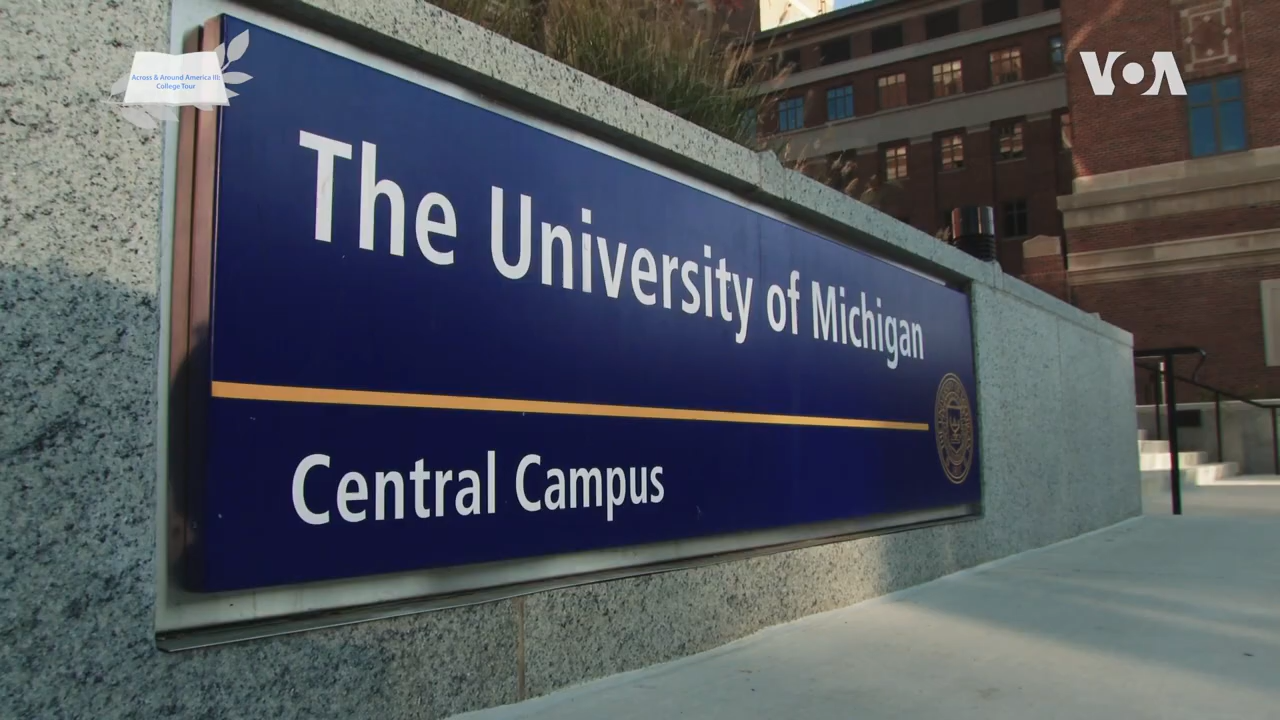 Across & Around America III:
College Tour
VOA
The University of Michigan
Central Campus